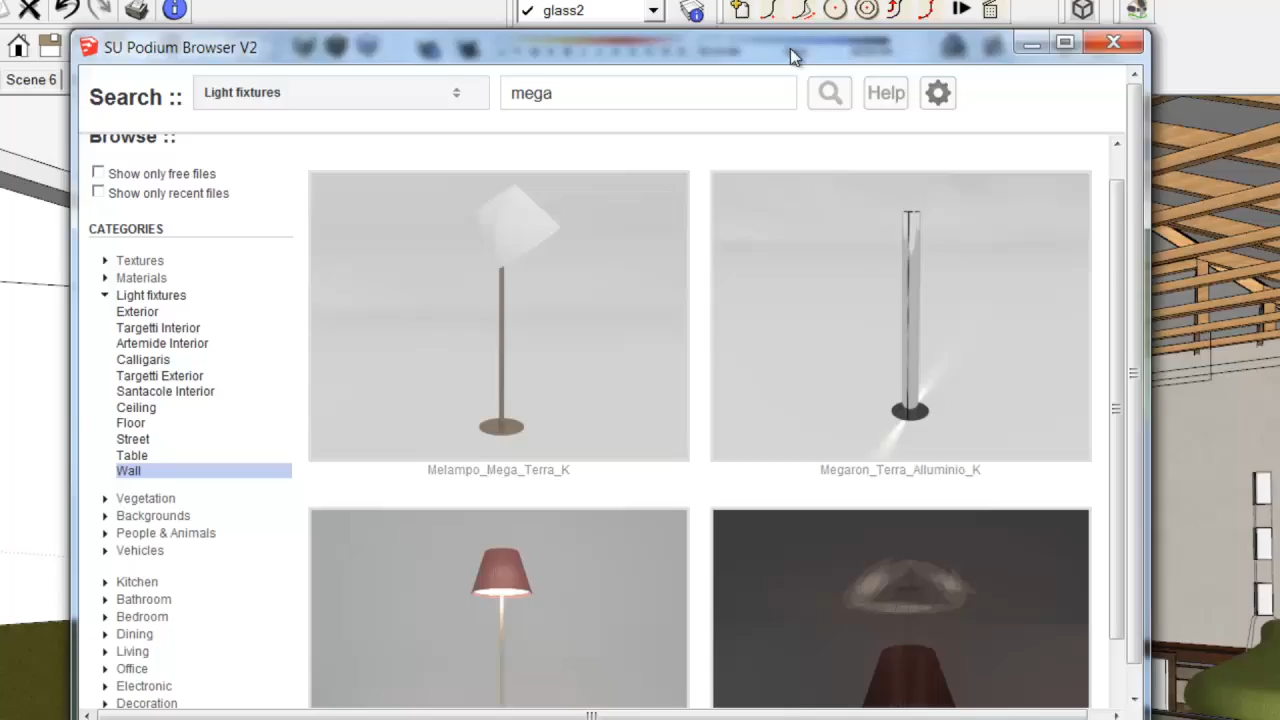 glass2
SU Podium Browser V2
Scene 6
Search ::
Light fixtures
mega
Help
Browse ::
Show only free files
Show only recent files
CATEGORIES
Textures
Materials
Light fixtures
Exterior
Targetti Interior
Artemide Interior
Calligaris
Targetti Exterior
Santacole Interior
Ceiling
Floor
Street
Table
Wall
Vegetation
Backgrounds
People & Animals
Vehicles
Kitchen
Bathroom
Bedroom
Dining
Living
Office
Electronic
Decoration
Melampo_Mega_Terra_K
Megaron_Terra_Alluminio_K